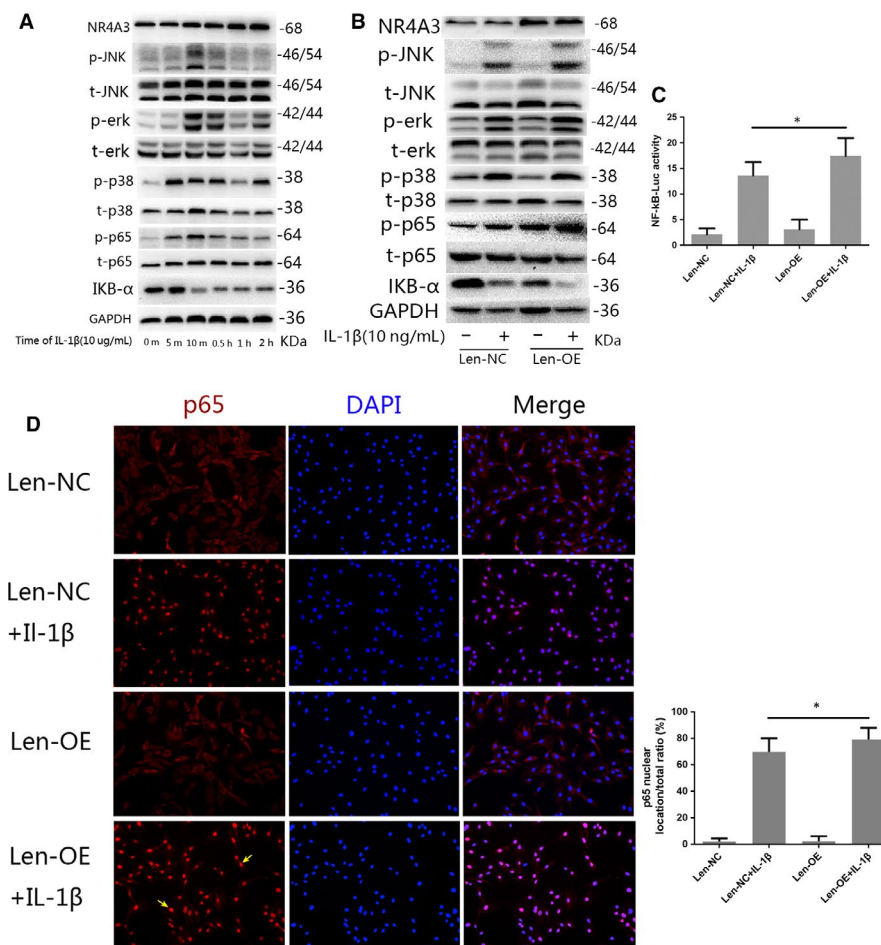 A
NR4A3 -68
p-JNK -46/54
t-JNK -46/54
p-erk -42/44
t-erk -42/44
p-p38 -38
t-p38 -38
p-p65 -64
t-p65 -64
IKB-α -36
GAPDH -36
Time of IL-1β(10 ug/mL) 0 m 5 m 10 m 0.5 h 1 h 2 h KDa
B
NR4A3 -68
p-JNK -46/54
t-JNK -46/54
p-erk -42/44
t-erk -42/44
p-p38 -38
t-p38 -38
p-p65 -64
t-p65 -64
IKB-α -36
GAPDH -36
IL-1β(10 ng/mL) − + − + KDa
Len-NC Len-OE
C
NF-kB-Luc activity
25
20
15
10
5
0
*
Len-NC
Len-NC+IL-1β
Len-OE
Len-OE+IL-1β
D
p65 DAPI Merge
Len-NC
Len-NC
+Il-1β
Len-OE
Len-OE
+IL-1β
p65 nuclear
location/total ratio (%)
100
80
60
40
20
0
*
Len-NC
Len-NC+IL-1β
Len-OE
Len-OE+IL-1β